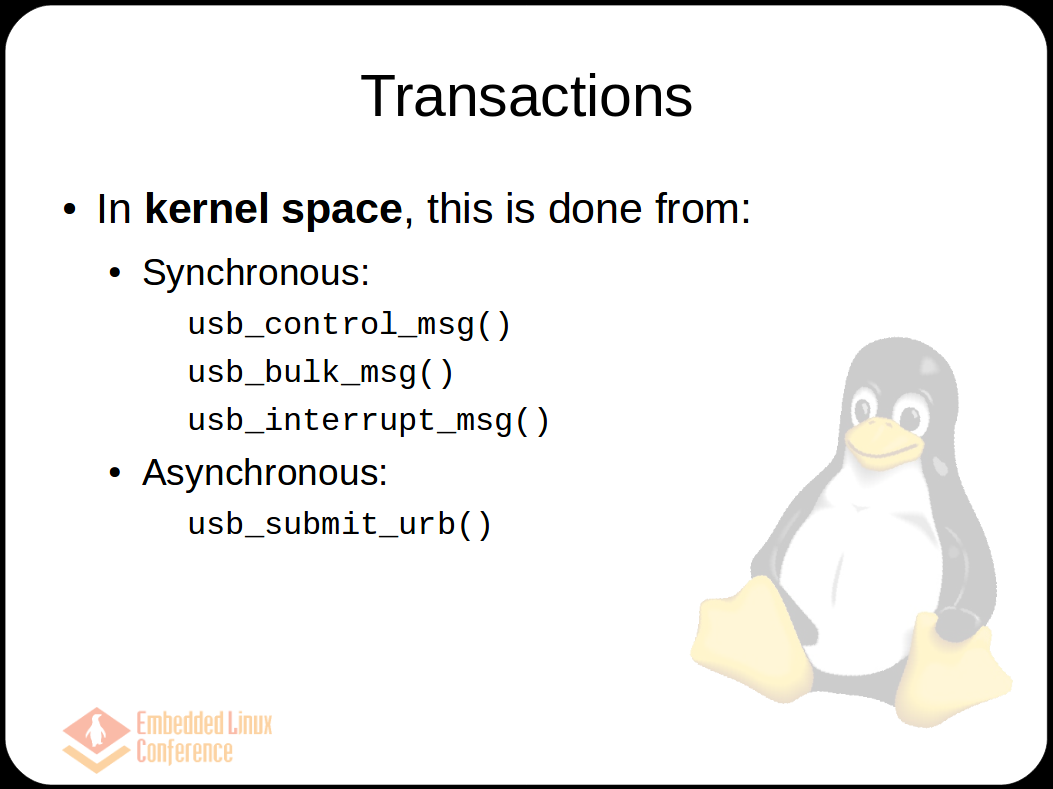 Transactions
• In kernel space, this is done from:
• Synchronous:
usb_control_msg()
usb_bulk_msg()
usb_interrupt_msg()
• Asynchronous:
usb_submit_urb()
Embedded Linux
Conference